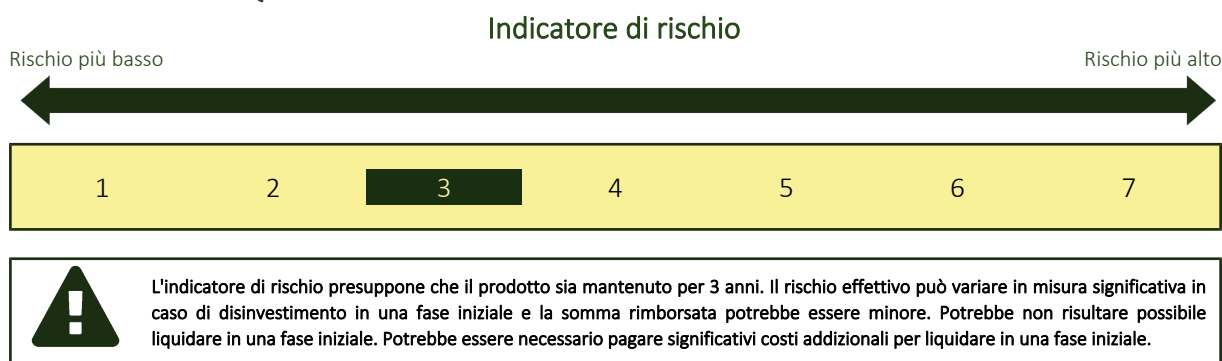 Indicatore di rischio
Rischio più basso
Rischio più alto
1 2 3 4 5 6 7
L'indicatore di rischio presuppone che il prodotto sia mantenuto per 3 anni. Il rischio effettivo può variare in misura significativa in
caso di disinvestimento in una fase iniziale e la somma rimborsata potrebbe essere minore. Potrebbe non risultare possibile
liquidare in una fase iniziale. Potrebbe essere necessario pagare significativi costi addizionali per liquidare in una fase iniziale.